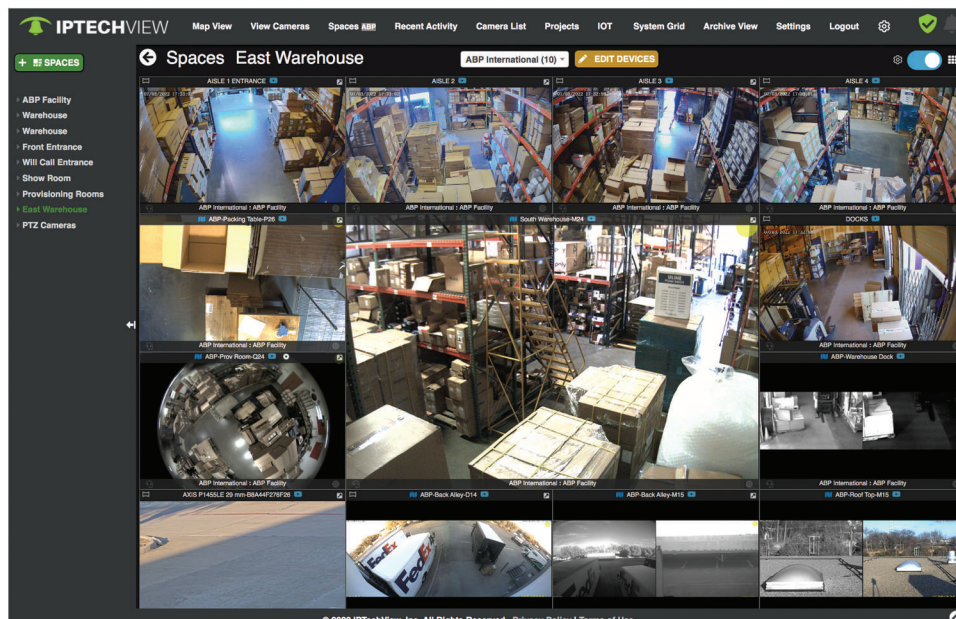 IPTECHVIEW
Map View View Cameras Spaces ABP Recent Activity Camera List Projects IOT System Grid Archive View Settings Logout
+ SPACES
Spaces East Warehouse
ABP International (10)
EDIT DEVICES
ABP Facility
Warehouse
Warehouse
Front Entrance
Will Call Entrance
Show Room
Provisioning Rooms
East Warehouse
PTZ Cameras
AISLE 1 ENTRANCE
AISLE 2
AISLE 3
AISLE 4
ABP International : ABP Facility
ABP International : ABP Facility
ABP International : ABP Facility
ABP International : ABP Facility
ABP-Packing Table-P26
South Warehouse-M24
DOCKS
ULINE
ABP International : ABP Facility
ABP International : ABP Facility
ABP-Prov Room-Q24
ABP-Warehouse Dock
ABP International : ABP Facility
ABP International : ABP Facility
ABP International : ABP Facility
AXIS P1455LE 29 mm-B8A44F276F26
ABP-Back Alley-D14
ABP-Back Alley-M15
ABP-Roof Top-M15
FedEx
FedEx